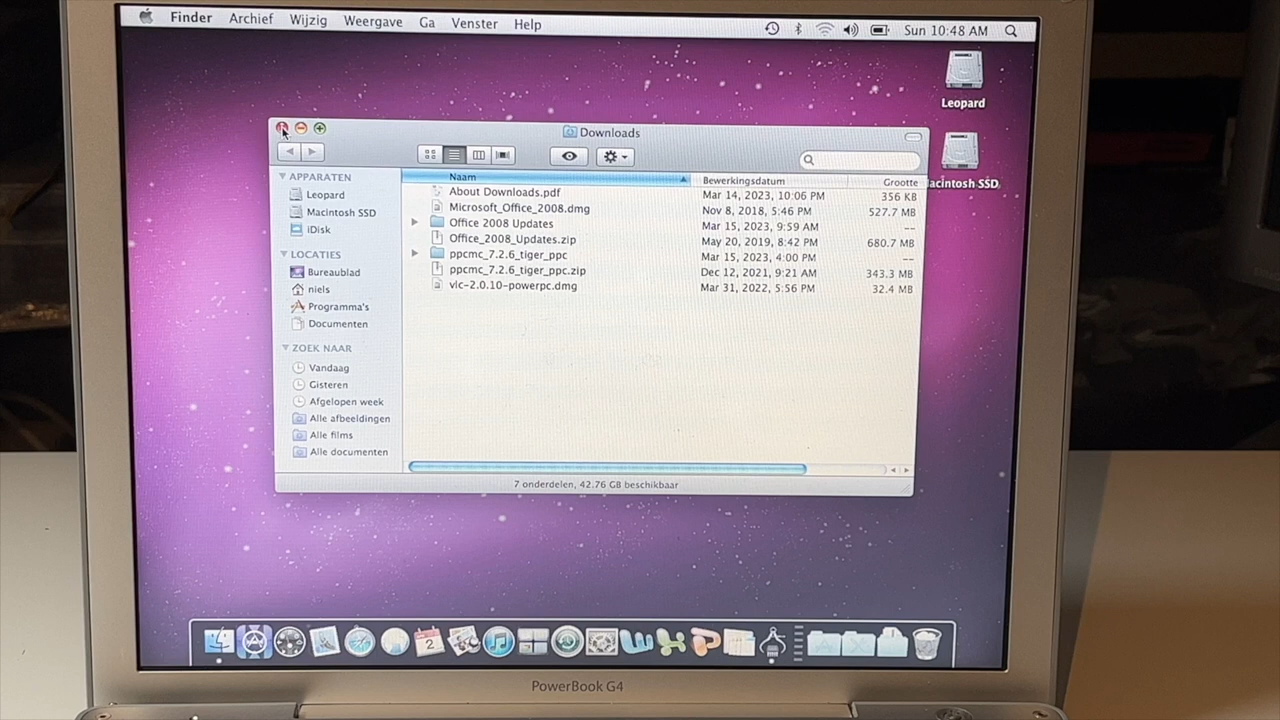 Finder Archief Wijzig Weergave Ga Venster Help Sun 10:48 AM
Leopard
Downloads
acintosh SSD
APPARATEN
Leopard
Macintosh SSD
iDisk
LOCATIES
Bureaublad
niels
Programma's
Documenten
ZOEK NAAR
Vandaag
Gisteren
Afgelopen week
Alle afbeeldingen
Alle films
Alle documenten
Naam Bewerkingsdatum Grootte
About Downloads.pdf Mar 14, 2023, 10:06 PM 356 KB
Microsoft_Office_2008.dmg Nov 8, 2018, 5:46 PM 527.7 MB
Office 2008 Updates Mar 15, 2023, 9:59 AM --
Office_2008_Updates.zip May 20, 2019, 8:42 PM 680.7 MB
ppcmc_7.2.6_tiger_ppc Mar 15, 2023, 4:00 PM --
ppcmc_7.2.6_tiger_ppc.zip Dec 12, 2021, 9:21 AM 343.3 MB
vlc-2.0.10-powerpc.dmg Mar 31, 2022, 5:56 PM 32.4 MB
7 onderdelen, 42.76 GB beschikbaar
2
PowerBook G4